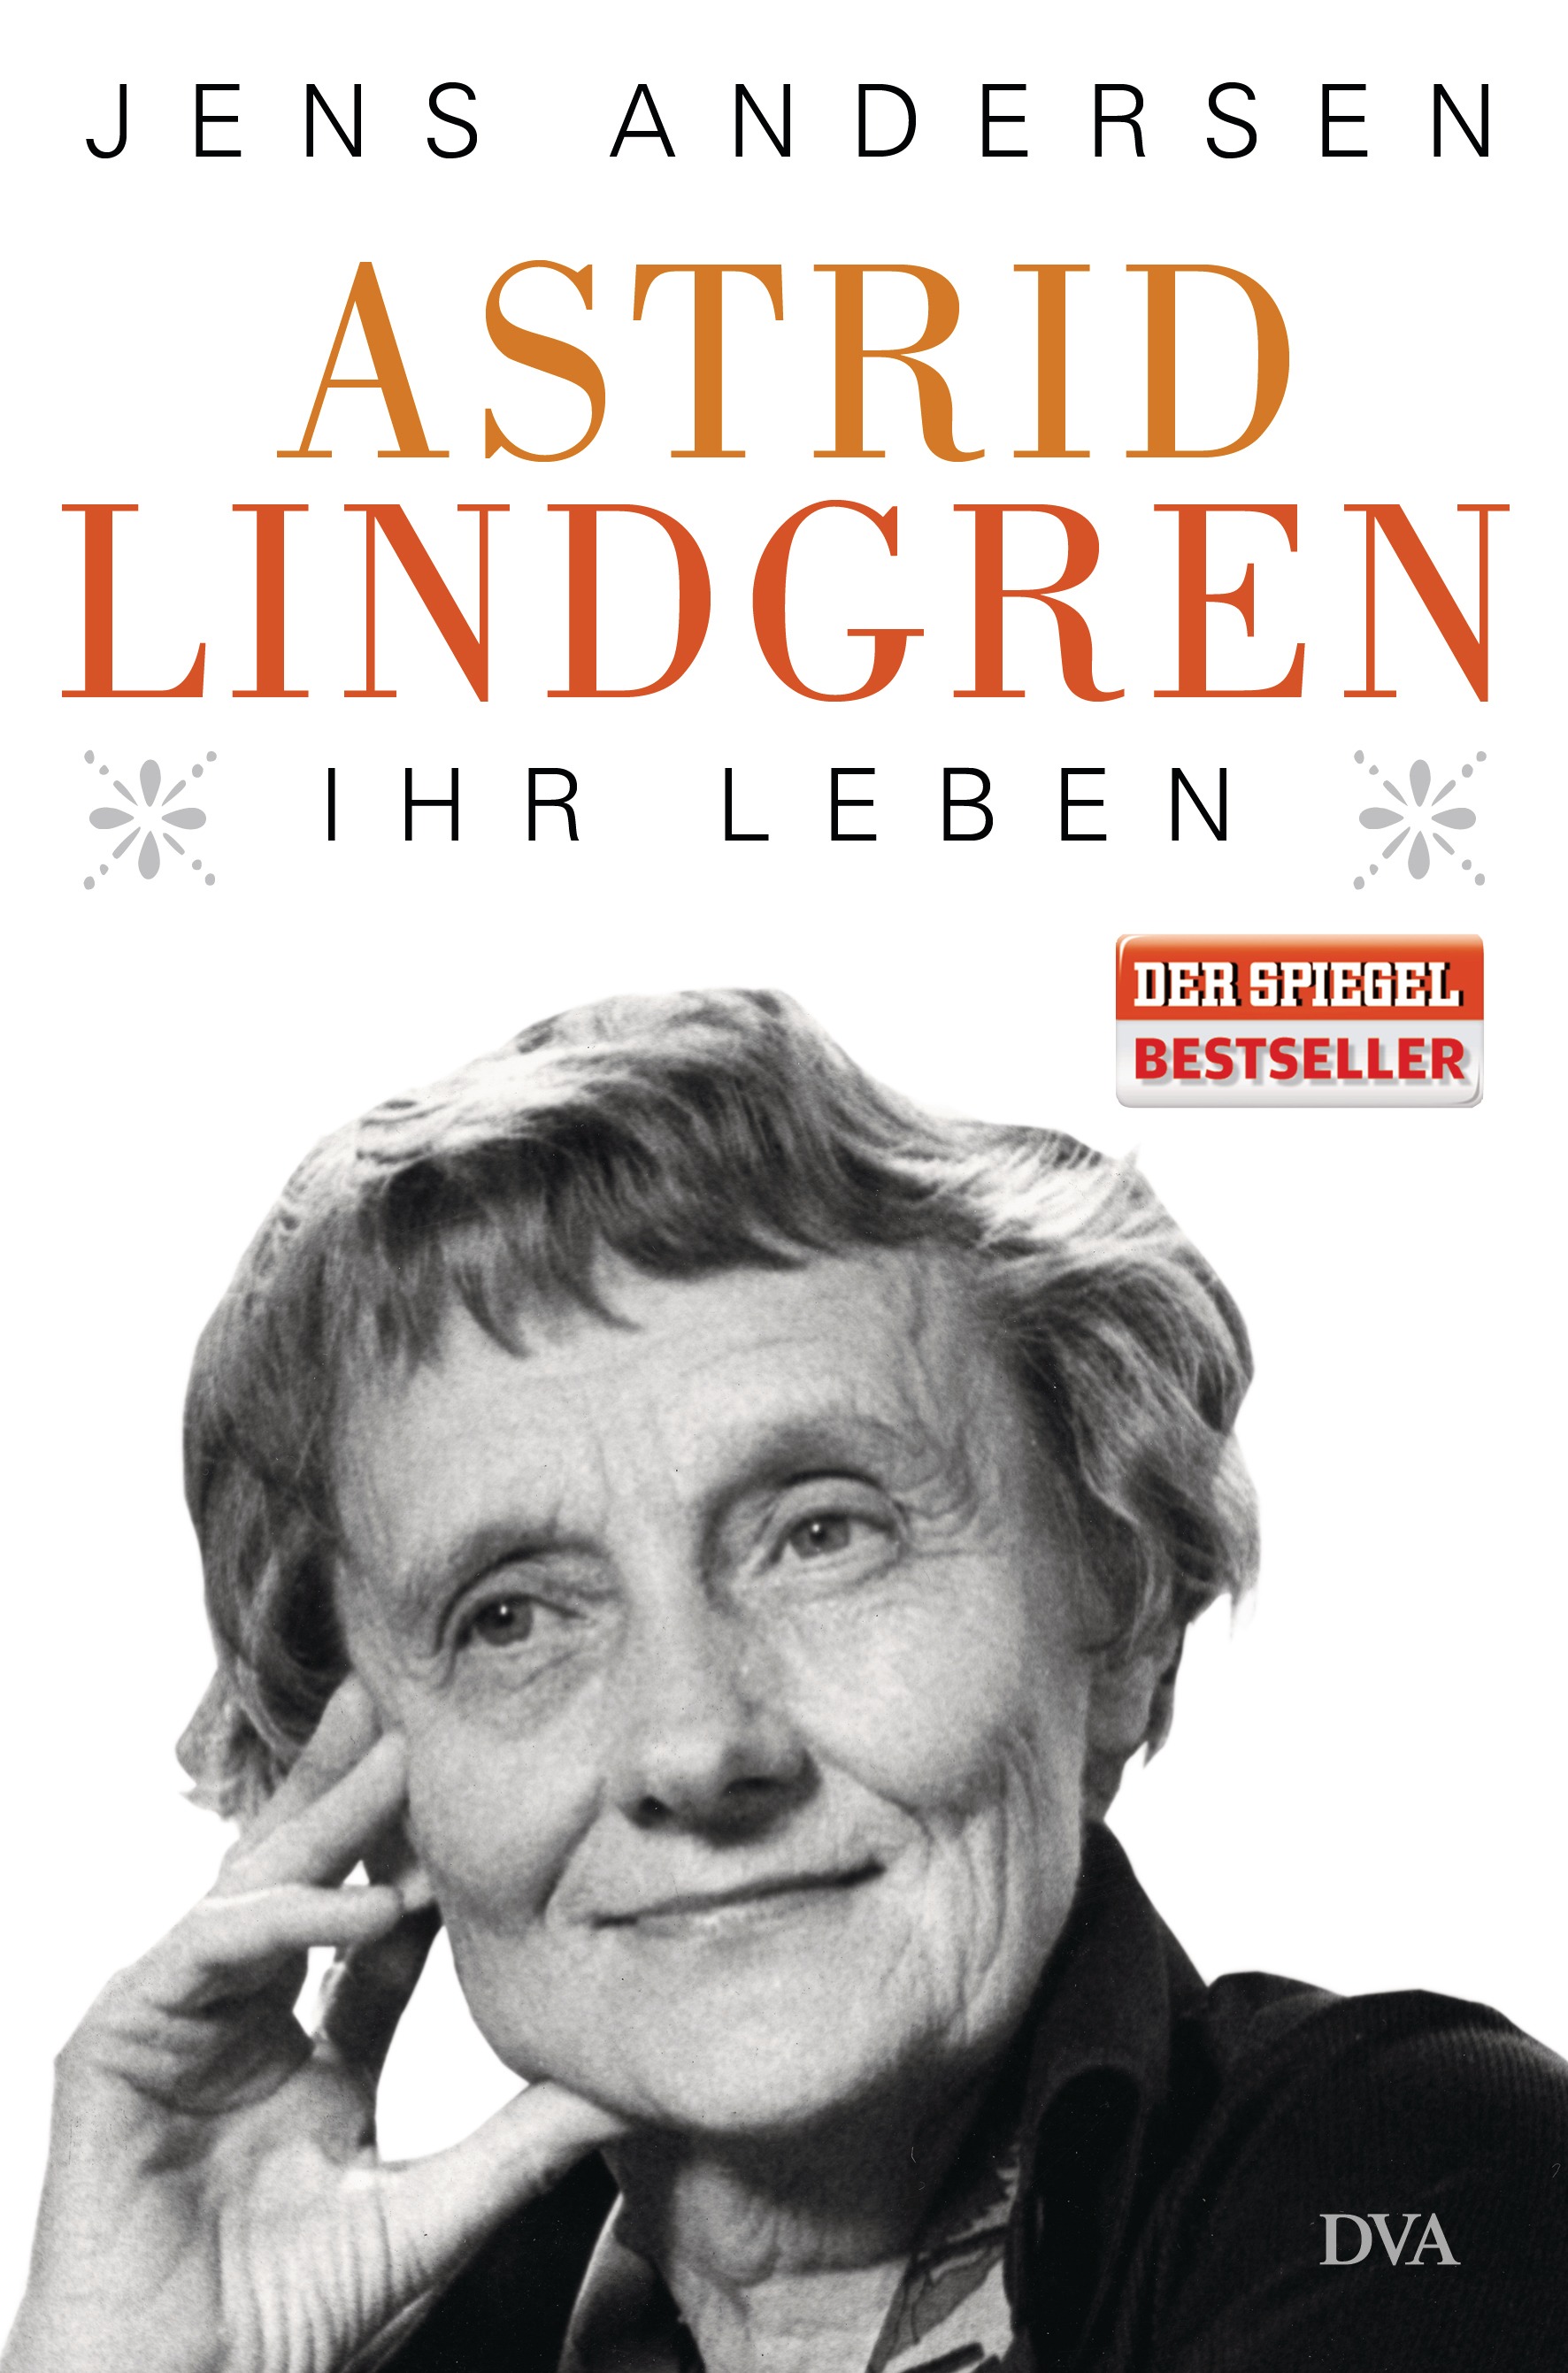 JENS ANDERSEN
ASTRID
LINDGREN
IHR LEBEN
DER SPIEGEL
BESTSELLER
DVA